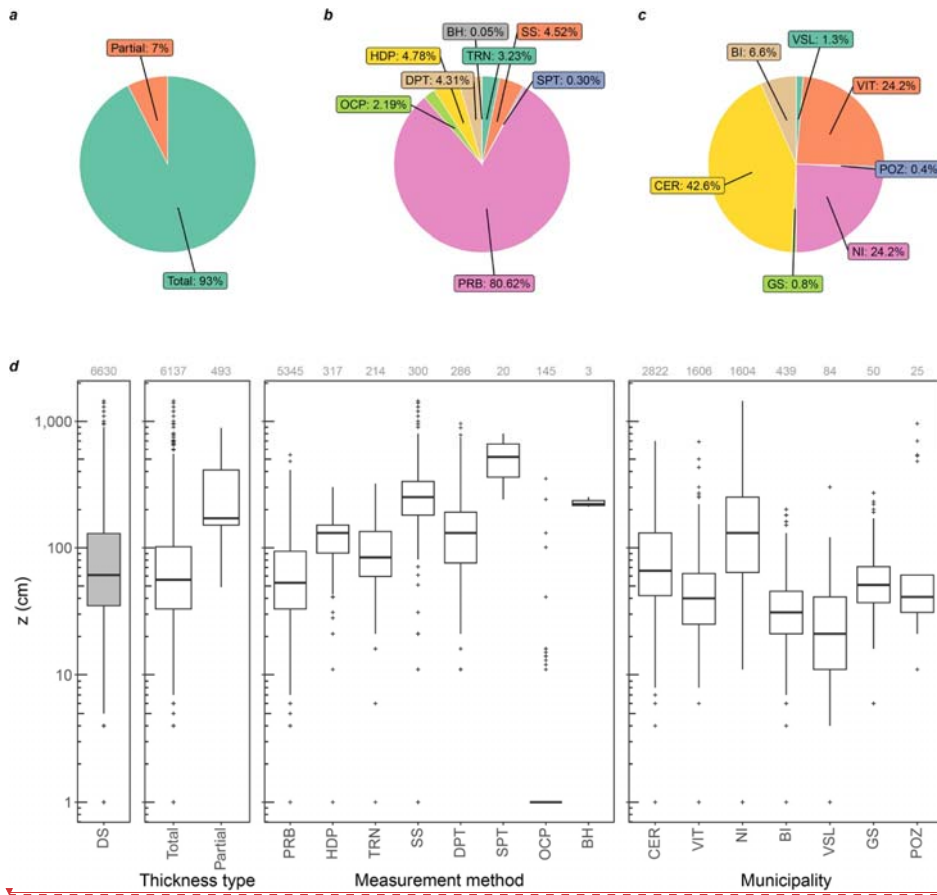 a
b
c
Partial: 7%
Total: 93%
BH: 0.05%
SS: 4.52%
HDP: 4.78%
TRN: 3.23%
DPT: 4.31%
SPT: 0.30%
OCP: 2.19%
PRB: 80.62%
VSL: 1.3%
BI: 6.6%
VIT: 24.2%
POZ: 0.4%
CER: 42.6%
NI: 24.2%
GS: 0.8%
d
6630 6137 493 5345 317 214 300 286 20 145 3 2822 1606 1604 439 84 50 25
z (cm)
1,000
100
10
1
DS Total Partial PRB HDP TRN SS DPT SPT OCP BH CER VIT NI BI VSL GS POZ
Thickness type Measurement method Municipality